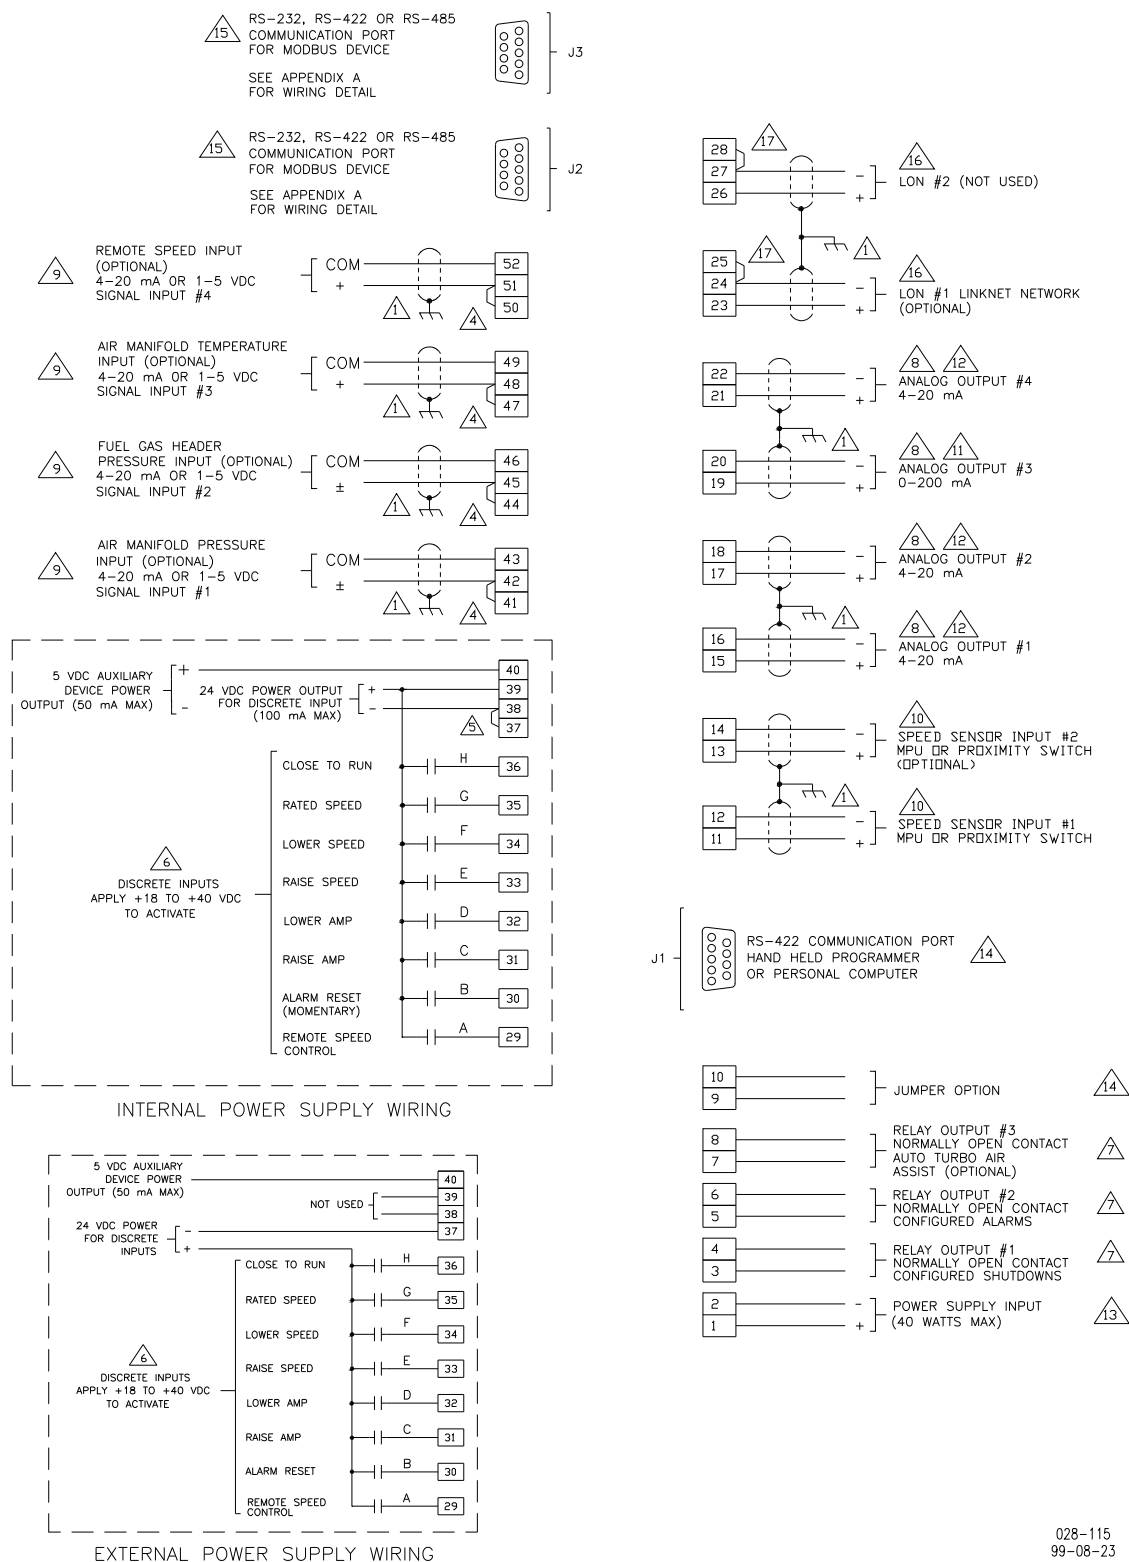 15
RS-232, RS-422 OR RS-485
COMMUNICATION PORT
FOR MODBUS DEVICE
SEE APPENDIX A
FOR WIRING DETAIL
J3
15
RS-232, RS-422 OR RS-485
COMMUNICATION PORT
FOR MODBUS DEVICE
SEE APPENDIX A
FOR WIRING DETAIL
J2
9
REMOTE SPEED INPUT
(OPTIONAL)
4-20 mA OR 1-5 VDC
SIGNAL INPUT #4
COM
+
1
4
52
51
50
9
AIR MANIFOLD TEMPERATURE
INPUT (OPTIONAL)
4-20 mA OR 1-5 VDC
SIGNAL INPUT #3
COM
+
1
4
49
48
47
9
FUEL GAS HEADER
PRESSURE INPUT (OPTIONAL)
4-20 mA OR 1-5 VDC
SIGNAL INPUT #2
COM
±
1
4
46
45
44
9
AIR MANIFOLD PRESSURE
INPUT (OPTIONAL)
4-20 mA OR 1-5 VDC
SIGNAL INPUT #1
COM
±
1
4
43
42
41
5 VDC AUXILIARY
DEVICE POWER
OUTPUT (50 mA MAX)
+
-
24 VDC POWER OUTPUT
FOR DISCRETE INPUT
(100 mA MAX)
+
-
5
40
39
38
37
6
DISCRETE INPUTS
APPLY +18 TO +40 VDC
TO ACTIVATE
CLOSE TO RUN
H
36
RATED SPEED
G
35
LOWER SPEED
F
34
RAISE SPEED
E
33
LOWER AMP
D
32
RAISE AMP
C
31
ALARM RESET
(MOMENTARY)
B
30
REMOTE SPEED
CONTROL
A
29
INTERNAL POWER SUPPLY WIRING
5 VDC AUXILIARY
DEVICE POWER
OUTPUT (50 mA MAX)
40
NOT USED
39
38
24 VDC POWER
FOR DISCRETE
INPUTS
-
+
37
6
DISCRETE INPUTS
APPLY +18 TO +40 VDC
TO ACTIVATE
CLOSE TO RUN
H
36
RATED SPEED
G
35
LOWER SPEED
F
34
RAISE SPEED
E
33
LOWER AMP
D
32
RAISE AMP
C
31
ALARM RESET
B
30
REMOTE SPEED
CONTROL
A
29
EXTERNAL POWER SUPPLY WIRING
28
27
26
17
-
+
16
LON #2 (NOT USED)
1
25
24
23
17
-
+
16
LON #1 LINKNET NETWORK
(OPTIONAL)
22
21
-
+
8
12
ANALOG OUTPUT #4
4-20 mA
1
20
19
-
+
8
11
ANALOG OUTPUT #3
0-200 mA
18
17
-
+
8
12
ANALOG OUTPUT #2
4-20 mA
1
16
15
-
+
8
12
ANALOG OUTPUT #1
4-20 mA
14
13
-
+
10
SPEED SENSOR INPUT #2
MPU OR PROXIMITY SWITCH
(OPTIONAL)
1
12
11
-
+
10
SPEED SENSOR INPUT #1
MPU OR PROXIMITY SWITCH
J1
RS-422 COMMUNICATION PORT
HAND HELD PROGRAMMER
OR PERSONAL COMPUTER
14
10
9
JUMPER OPTION
14
8
7
RELAY OUTPUT #3
NORMALLY OPEN CONTACT
AUTO TURBO AIR
ASSIST (OPTIONAL)
7
6
5
RELAY OUTPUT #2
NORMALLY OPEN CONTACT
CONFIGURED ALARMS
7
4
3
RELAY OUTPUT #1
NORMALLY OPEN CONTACT
CONFIGURED SHUTDOWNS
7
2
1
-
+
POWER SUPPLY INPUT
(40 WATTS MAX)
13
028-115
99-08-23